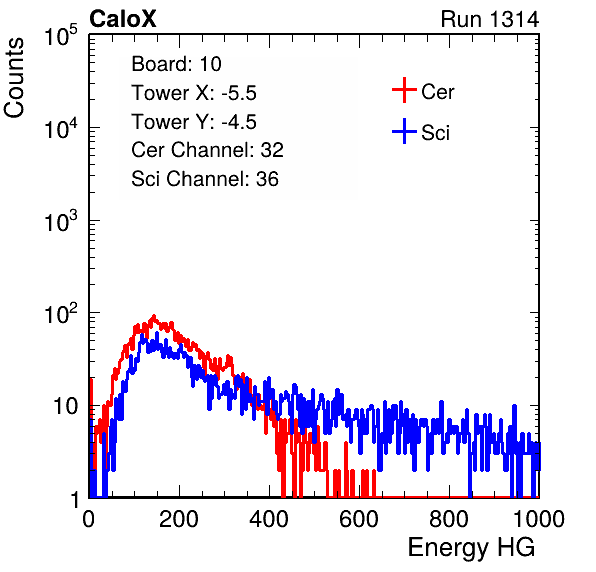 CaloX Run 1314
Counts
10^5
10^4
10^3
10^2
10
1
Board: 10
Tower X: -5.5
Tower Y: -4.5
Cer Channel: 32
Sci Channel: 36
Cer
Sci
0 200 400 600 800 1000
Energy HG